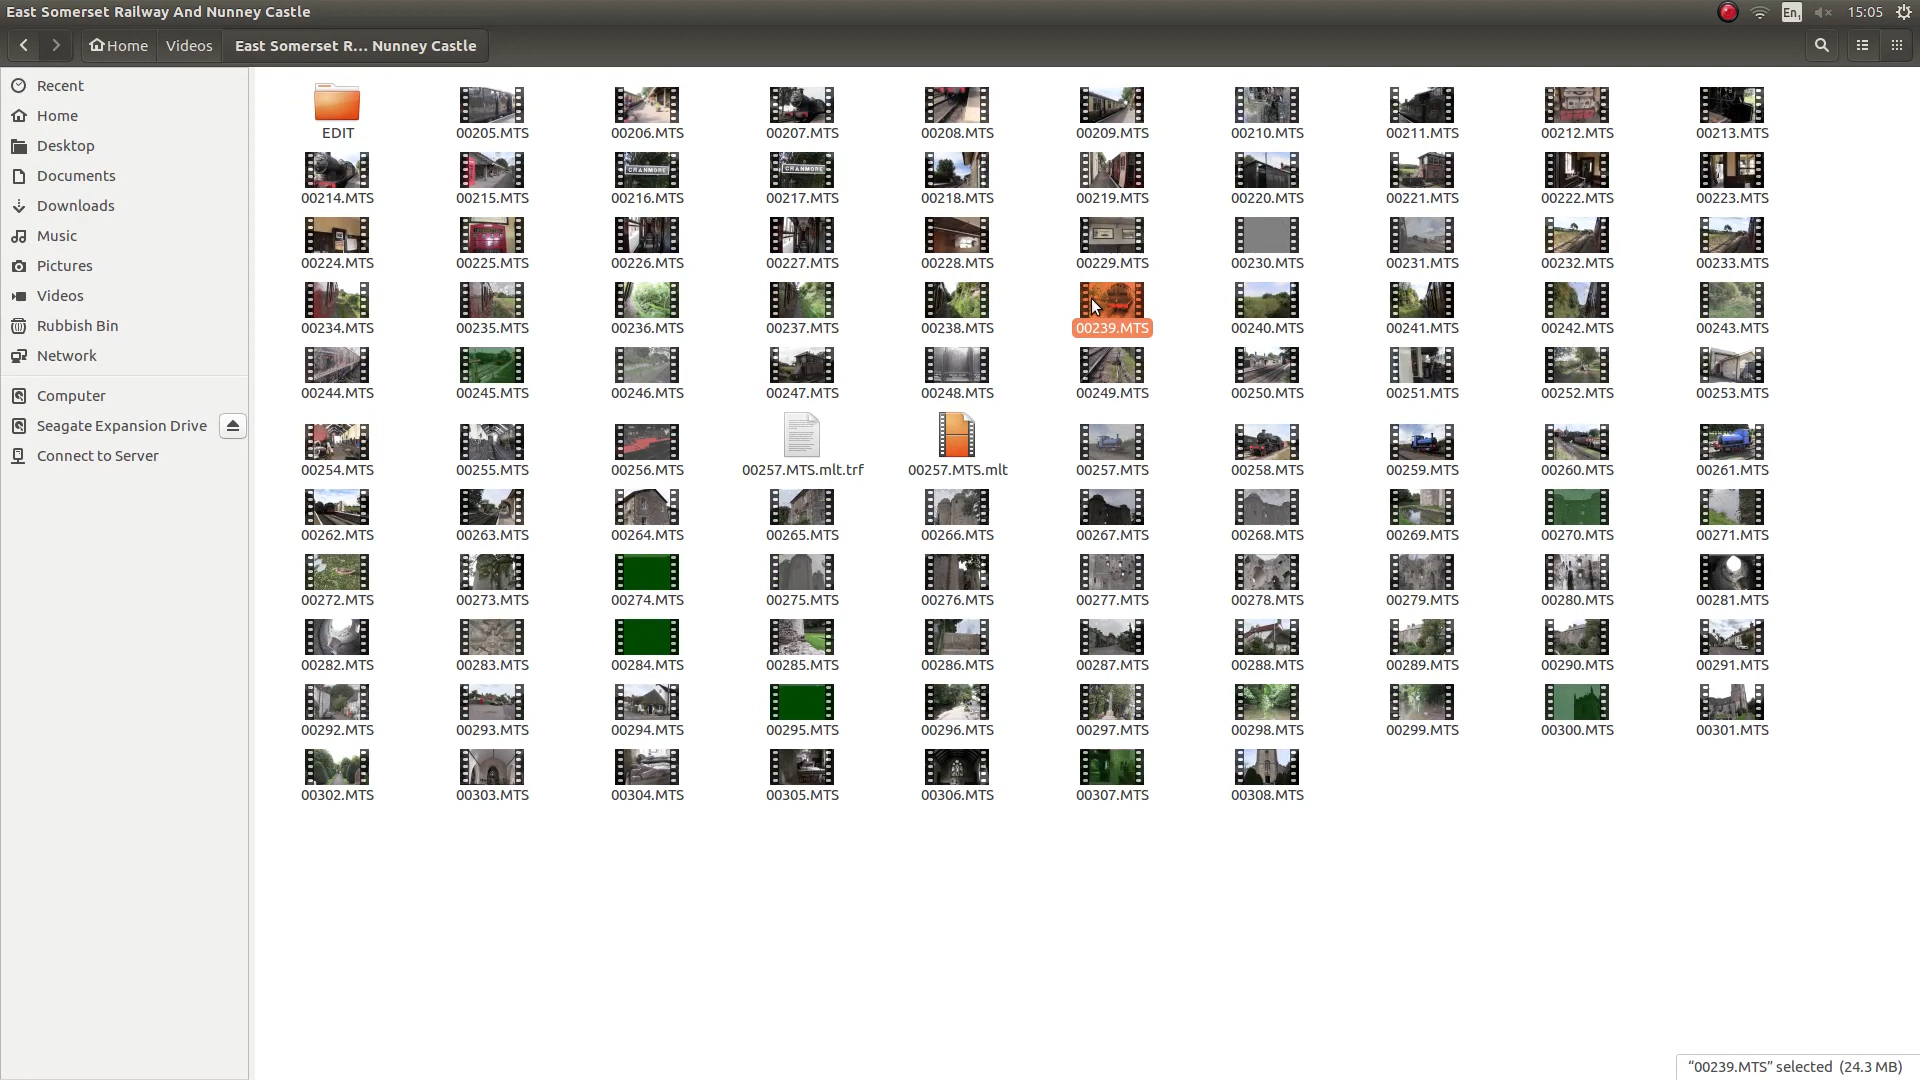 East Somerset Railway And Nunney Castle
En1 15:05
Home Videos East Somerset R... Nunney Castle
Recent
Home
Desktop
Documents
Downloads
Music
Pictures
Videos
Rubbish Bin
Network
Computer
Seagate Expansion Drive
Connect to Server
EDIT 00205.MTS 00206.MTS 00207.MTS 00208.MTS 00209.MTS 00210.MTS 00211.MTS 00212.MTS 00213.MTS
CRANMORE CRANMORE
00214.MTS 00215.MTS 00216.MTS 00217.MTS 00218.MTS 00219.MTS 00220.MTS 00221.MTS 00222.MTS 00223.MTS
00224.MTS 00225.MTS 00226.MTS 00227.MTS 00228.MTS 00229.MTS 00230.MTS 00231.MTS 00232.MTS 00233.MTS
00234.MTS 00235.MTS 00236.MTS 00237.MTS 00238.MTS 00239.MTS 00240.MTS 00241.MTS 00242.MTS 00243.MTS
00244.MTS 00245.MTS 00246.MTS 00247.MTS 00248.MTS 00249.MTS 00250.MTS 00251.MTS 00252.MTS 00253.MTS
00254.MTS 00255.MTS 00256.MTS 00257.MTS.mlt.trf 00257.MTS.mlt 00257.MTS 00258.MTS 00259.MTS 00260.MTS 00261.MTS
00262.MTS 00263.MTS 00264.MTS 00265.MTS 00266.MTS 00267.MTS 00268.MTS 00269.MTS 00270.MTS 00271.MTS
00272.MTS 00273.MTS 00274.MTS 00275.MTS 00276.MTS 00277.MTS 00278.MTS 00279.MTS 00280.MTS 00281.MTS
00282.MTS 00283.MTS 00284.MTS 00285.MTS 00286.MTS 00287.MTS 00288.MTS 00289.MTS 00290.MTS 00291.MTS
00292.MTS 00293.MTS 00294.MTS 00295.MTS 00296.MTS 00297.MTS 00298.MTS 00299.MTS 00300.MTS 00301.MTS
00302.MTS 00303.MTS 00304.MTS 00305.MTS 00306.MTS 00307.MTS 00308.MTS
“00239.MTS” selected (24.3 MB)